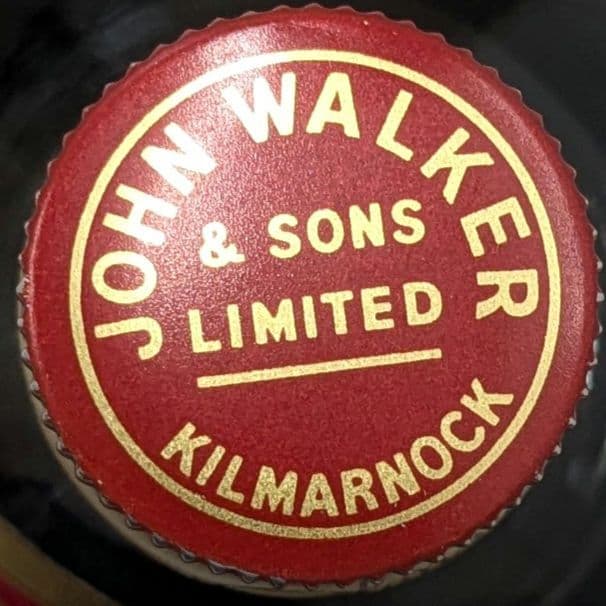 JOHN WALKER
& SONS
LIMITED
KILMARNOCK